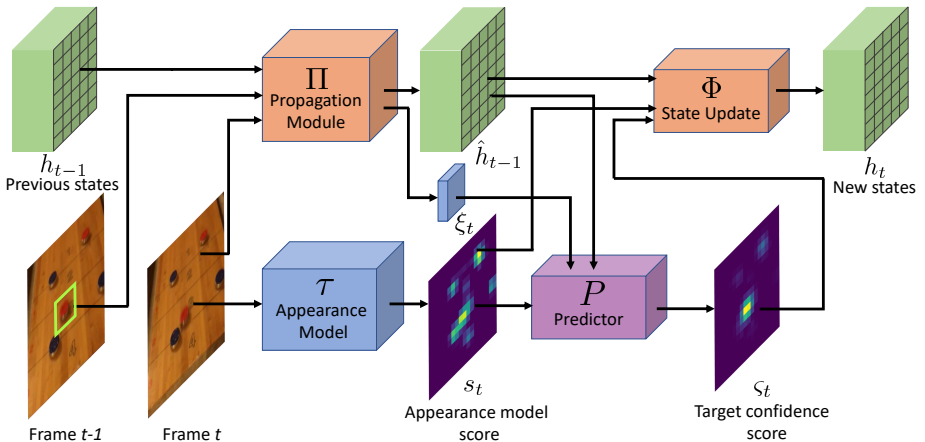 Π
Propagation
Module
Φ
State Update
h_{t−1}
Previous states
ĥ_{t−1}
h_t
New states
ξ_t
τ
Appearance
Model
P
Predictor
s_t
Appearance model
score
ς_t
Target confidence
score
Frame t-1
Frame t